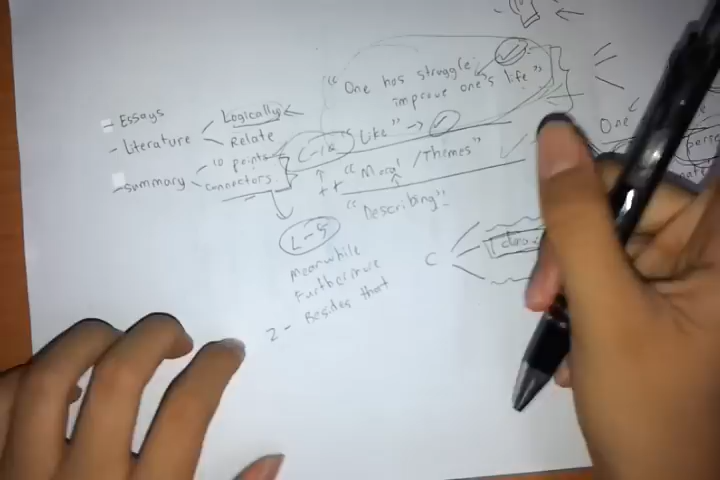 "One has struggle;
improve one's life"
Essays
Literature
Logically
Relate
summary
10 points
connectors.
"Like" →
"Moral / Themes"
++
"Describing"
L-5
Meanwhile
Furthermore
2 - Besides that
C
One